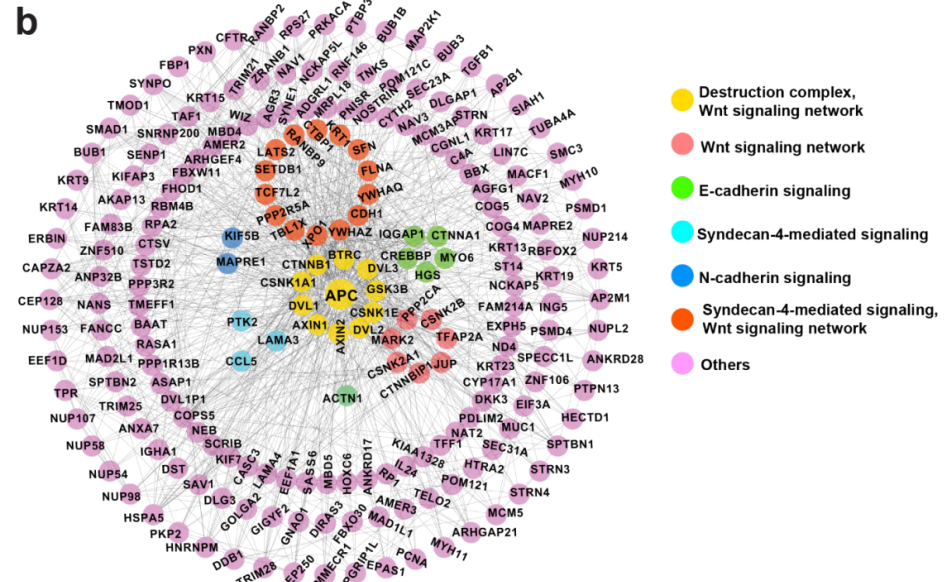 b
RANBP2
RPS27
PRKACA
PTBP3
BUB1B
MAP2K1
BUB3
TGFB1
AP2B1
SIAH1
TUBA4A
SMC3
MYH10
PSMD1
NUP214
KRT5
AP2M1
NUPL2
ANKRD28
PTPN13
HECTD1
SPTBN1
STRN3
STRN4
MCM5
ARHGAP21
MYH11
PCNA
EPAS1
PGRIP1L
MMECR1
EP250
TRIM28
DDB1
HNRNPM
PKP2
HSPA5
NUP98
NUP54
NUP58
NUP107
TPR
EEF1D
NUP153
CEP128
CAPZA2
ERBIN
KRT14
KRT9
BUB1
SMAD1
TMOD1
SYNPO
FBP1
PXN
CFTR
TRIM21
ZRANB1
NAV1
NCKAP5L
RNF146
TNKS
POM121C
SEC23A
DLGAP1
STRN
KRT17
LIN7C
MACF1
NAV2
MAPRE2
RBFOX2
KRT19
ING5
PSMD4
SPECC1L
ZNF106
EIF3A
MUC1
SEC31A
HTRA2
POM121
TELO2
AMER3
MAD1L1
FBXO30
DIRAS3
GNAO1
GIGYF2
GOLGA2
DLG3
SAV1
DST
IGHA1
ANXA7
TRIM25
SPTBN2
MAD2L1
FANCC
NANS
ANP32B
ZNF510
FAM83B
AKAP13
KIFAP3
SENP1
SNRNP200
TAF1
KRT15
WIZ
AGR3
SYNE1
ADGRL1
MRPL18
PNISR
NOSTRIN
CYTH2
NAV3
MCM3AP
CGNL1
C4A
BBX
AGFG1
COG5
COG4
KRT13
ST14
NCKAP5
FAM214A
EXPH5
ND4
KRT23
CYP17A1
DKK3
PDLIM2
NAT2
TFF1
KIAA1328
IL24
RP1
ANKRD17
HOXC6
MBD5
SASS6
EEF1A1
LAMA4
CASC3
KIF7
SCRIB
NEB
COPS5
DVL1P1
ASAP1
PPP1R13B
RASA1
BAAT
TMEFF1
PPP3R2
TSTD2
CTSV
RPA2
RBM4B
FHOD1
FBXW11
ARHGEF4
AMER2
MBD4
RANBP9
CTBP1
KRT1
SFN
FLNA
YWHAQ
CDH1
YWHAZ
XPO1
TBL1X
PPP2R5A
TCF7L2
SETDB1
LATS2
KIF5B
MAPRE1
IQGAP1
CTNNA1
CREBBP
MYO6
HGS
BTRC
CTNNB1
DVL3
CSNK1A1
GSK3B
APC
DVL1
CSNK1E
AXIN1
AXIN2
DVL2
PPP2CA
CSNK2B
MARK2
TFAP2A
CSNK2A1
JUP
CTNNBIP1
PTK2
LAMA3
CCL5
ACTN1
Destruction complex,
Wnt signaling network
Wnt signaling network
E-cadherin signaling
Syndecan-4-mediated signaling
N-cadherin signaling
Syndecan-4-mediated signaling,
Wnt signaling network
Others